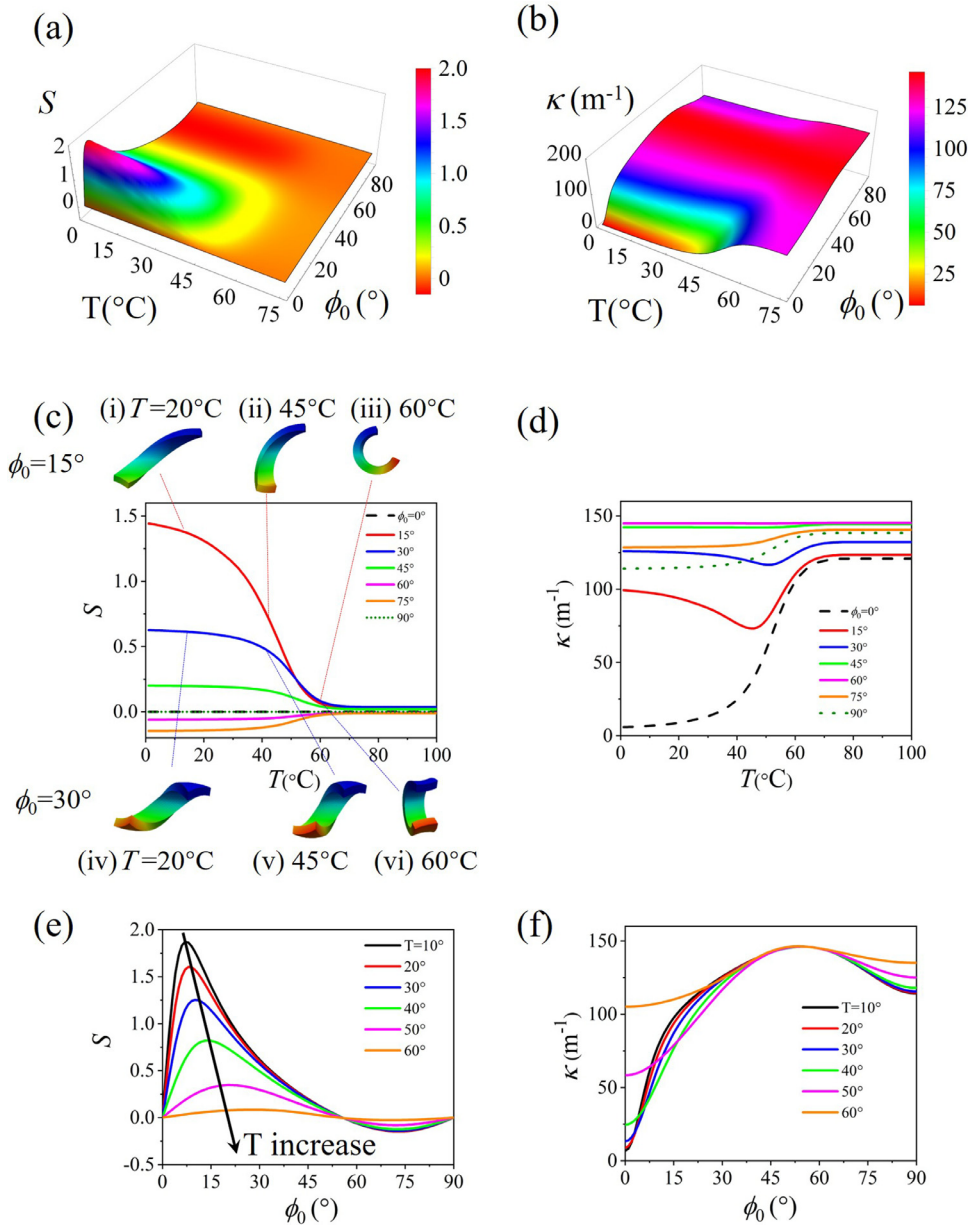 (a)
S
2
1
0
0
15
30
45
60
75
T(°C)
0
20
40
60
80
ϕ0 (°)
2.0
1.5
1.0
0.5
0
(b)
κ (m-1)
200
100
0
0
15
30
45
60
75
T(°C)
0
20
40
60
80
ϕ0 (°)
125
100
75
50
25
(c)
(i) T=20°C (ii) 45°C (iii) 60°C
ϕ0=15°
1.5
1.0
0.5
0.0
S
ϕ0=0°
15°
30°
45°
60°
75°
90°
0 20 40 60 80 100
T(°C)
ϕ0=30°
(iv) T=20°C (v) 45°C (vi) 60°C
(d)
150
100
50
0
κ (m-1)
ϕ0=0°
15°
30°
45°
60°
75°
90°
0 20 40 60 80 100
T(°C)
(e)
2.0
1.5
1.0
0.5
0.0
-0.5
S
T=10°
20°
30°
40°
50°
60°
T increase
0 15 30 45 60 75 90
ϕ0 (°)
(f)
150
100
50
0
κ (m-1)
T=10°
20°
30°
40°
50°
60°
0 15 30 45 60 75 90
ϕ0 (°)